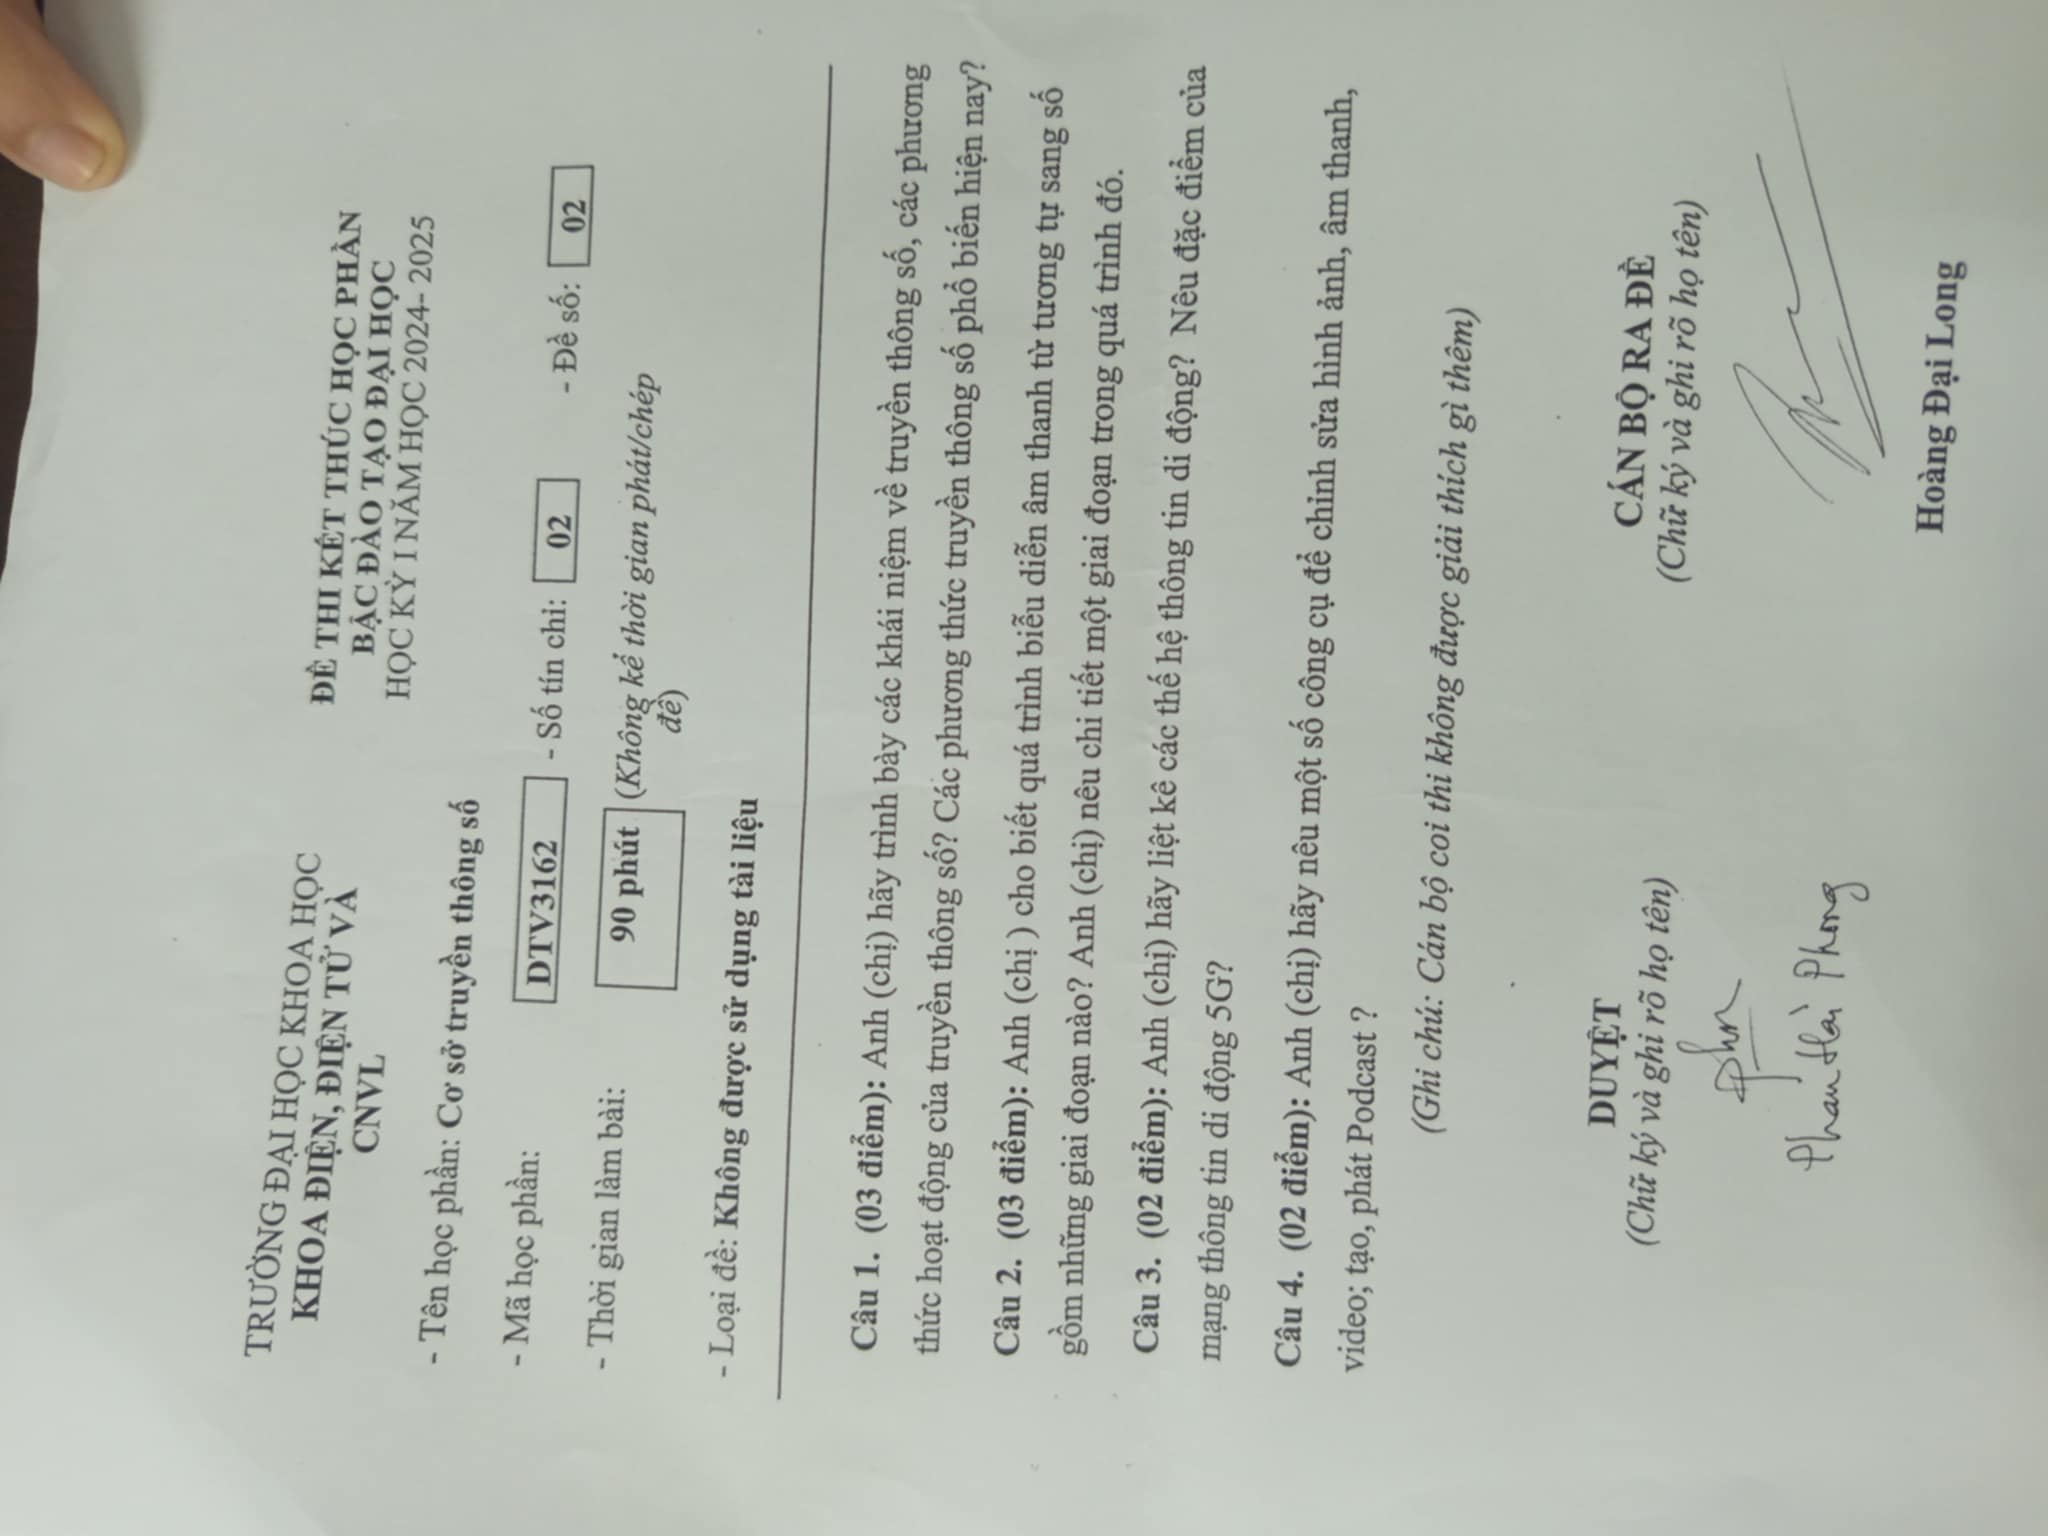 TRƯỜNG ĐẠI HỌC KHOA HỌC
KHOA ĐIỆN, ĐIỆN TỬ VÀ
CNVL
ĐỀ THI KẾT THÚC HỌC PHẦN
BẬC ĐÀO TẠO ĐẠI HỌC
HỌC KỲ I NĂM HỌC 2024- 2025
- Tên học phần: Cơ sở truyền thông số
- Mã học phần: DTV3162 - Số tín chỉ: 02 - Đề số: 02
- Thời gian làm bài: 90 phút (Không kể thời gian phát/chép
đề)
- Loại đề: Không được sử dụng tài liệu
Câu 1. (03 điểm): Anh (chị) hãy trình bày các khái niệm về truyền thông số, các phương
thức hoạt động của truyền thông số? Các phương thức truyền thông số phổ biến hiện nay?
Câu 2. (03 điểm): Anh (chị ) cho biết quá trình biễu diễn âm thanh từ tương tự sang số
gồm những giai đoạn nào? Anh (chị) nêu chi tiết một giai đoạn trong quá trình đó.
Câu 3. (02 điểm): Anh (chị) hãy liệt kê các thế hệ thông tin di động? Nêu đặc điểm của
mạng thông tin di động 5G?
Câu 4. (02 điểm): Anh (chị) hãy nêu một số công cụ để chỉnh sửa hình ảnh, âm thanh,
video; tạo, phát Podcast ?
(Ghi chú: Cán bộ coi thi không được giải thích gì thêm)
DUYỆT
(Chữ ký và ghi rõ họ tên)
Phan Hải Phong
CÁN BỘ RA ĐỀ
(Chữ ký và ghi rõ họ tên)
Hoàng Đại Long